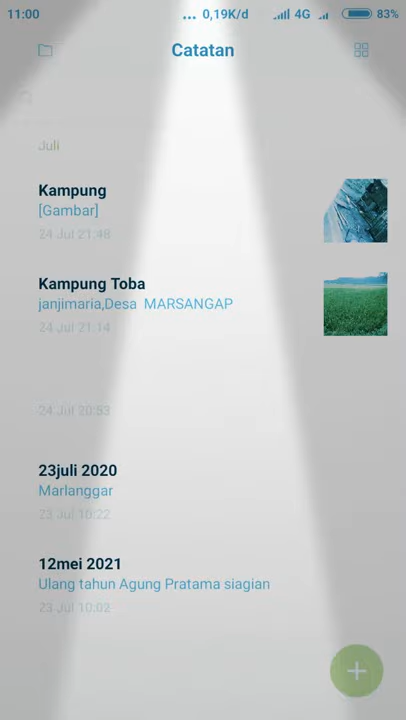 11:00
... 0,19K/d 4G 83%
Catatan
Juli
Kampung
[Gambar]
24 Jul 21:48
Kampung Toba
janjimaria,Desa MARSANGAP
24 Jul 21:14
24 Jul 20:53
23juli 2020
Marlanggar
23 Jul 10:22
12mei 2021
Ulang tahun Agung Pratama siagian
23 Jul 10:02